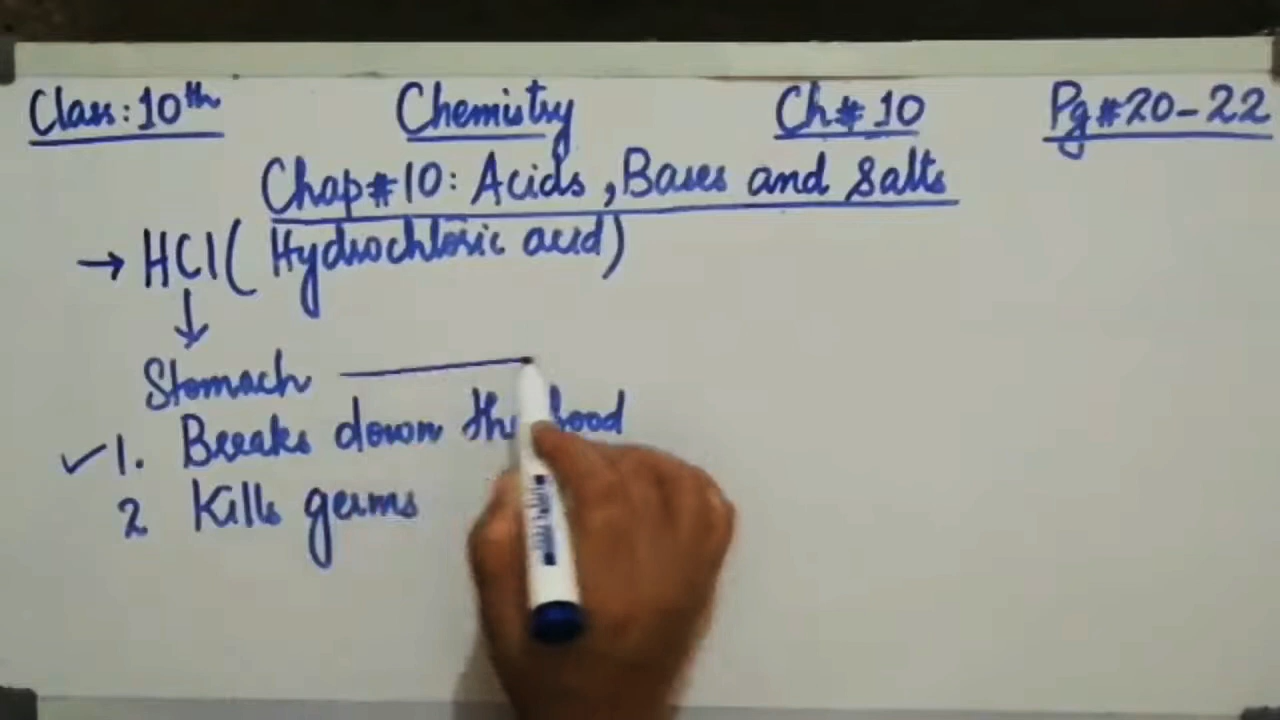 Class: 10th Chemistry Ch# 10 Pg#20-22
Chap#10: Acids, Bases and Salts
→ HCl (Hydrochloric acid)
↓
Stomach
✓1. Breaks down the food
2 Kills germs